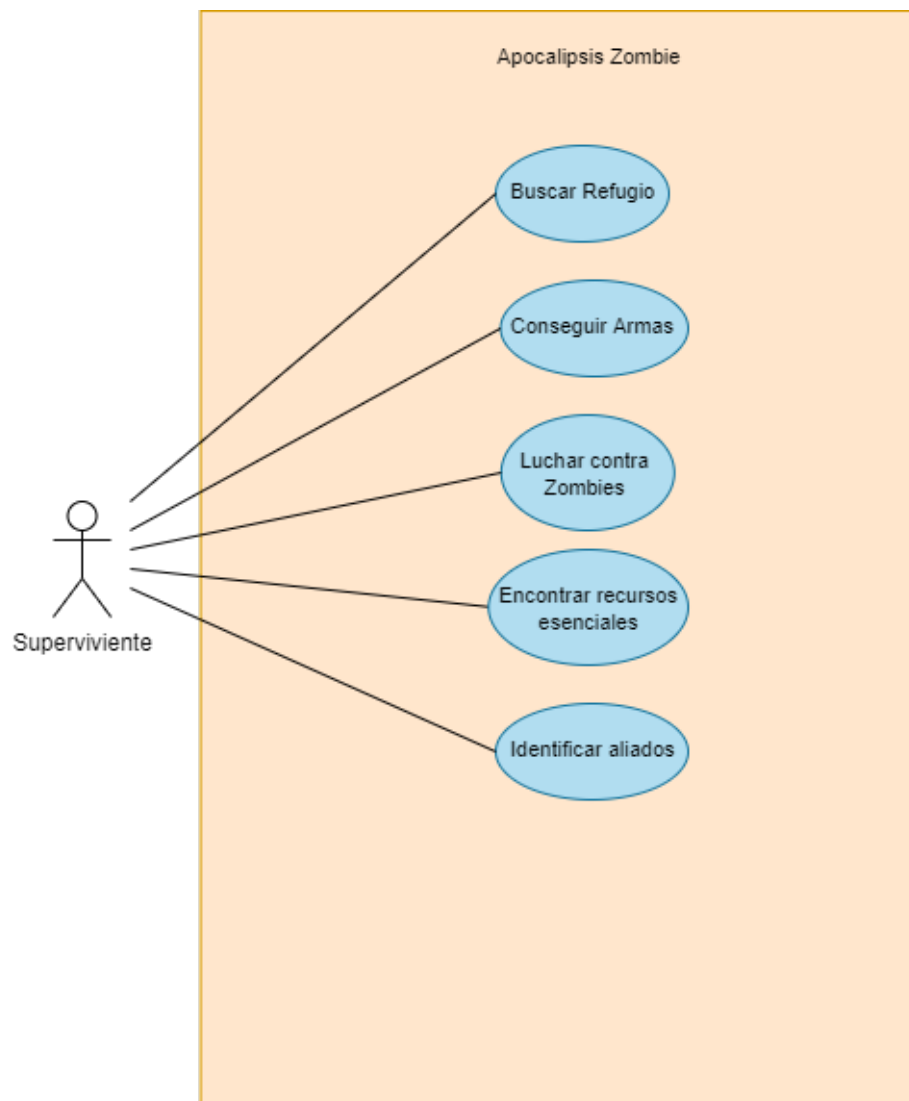 Apocalipsis Zombie
Buscar Refugio
Conseguir Armas
Luchar contra
Zombies
Encontrar recursos
esenciales
Superviviente
Identificar aliados